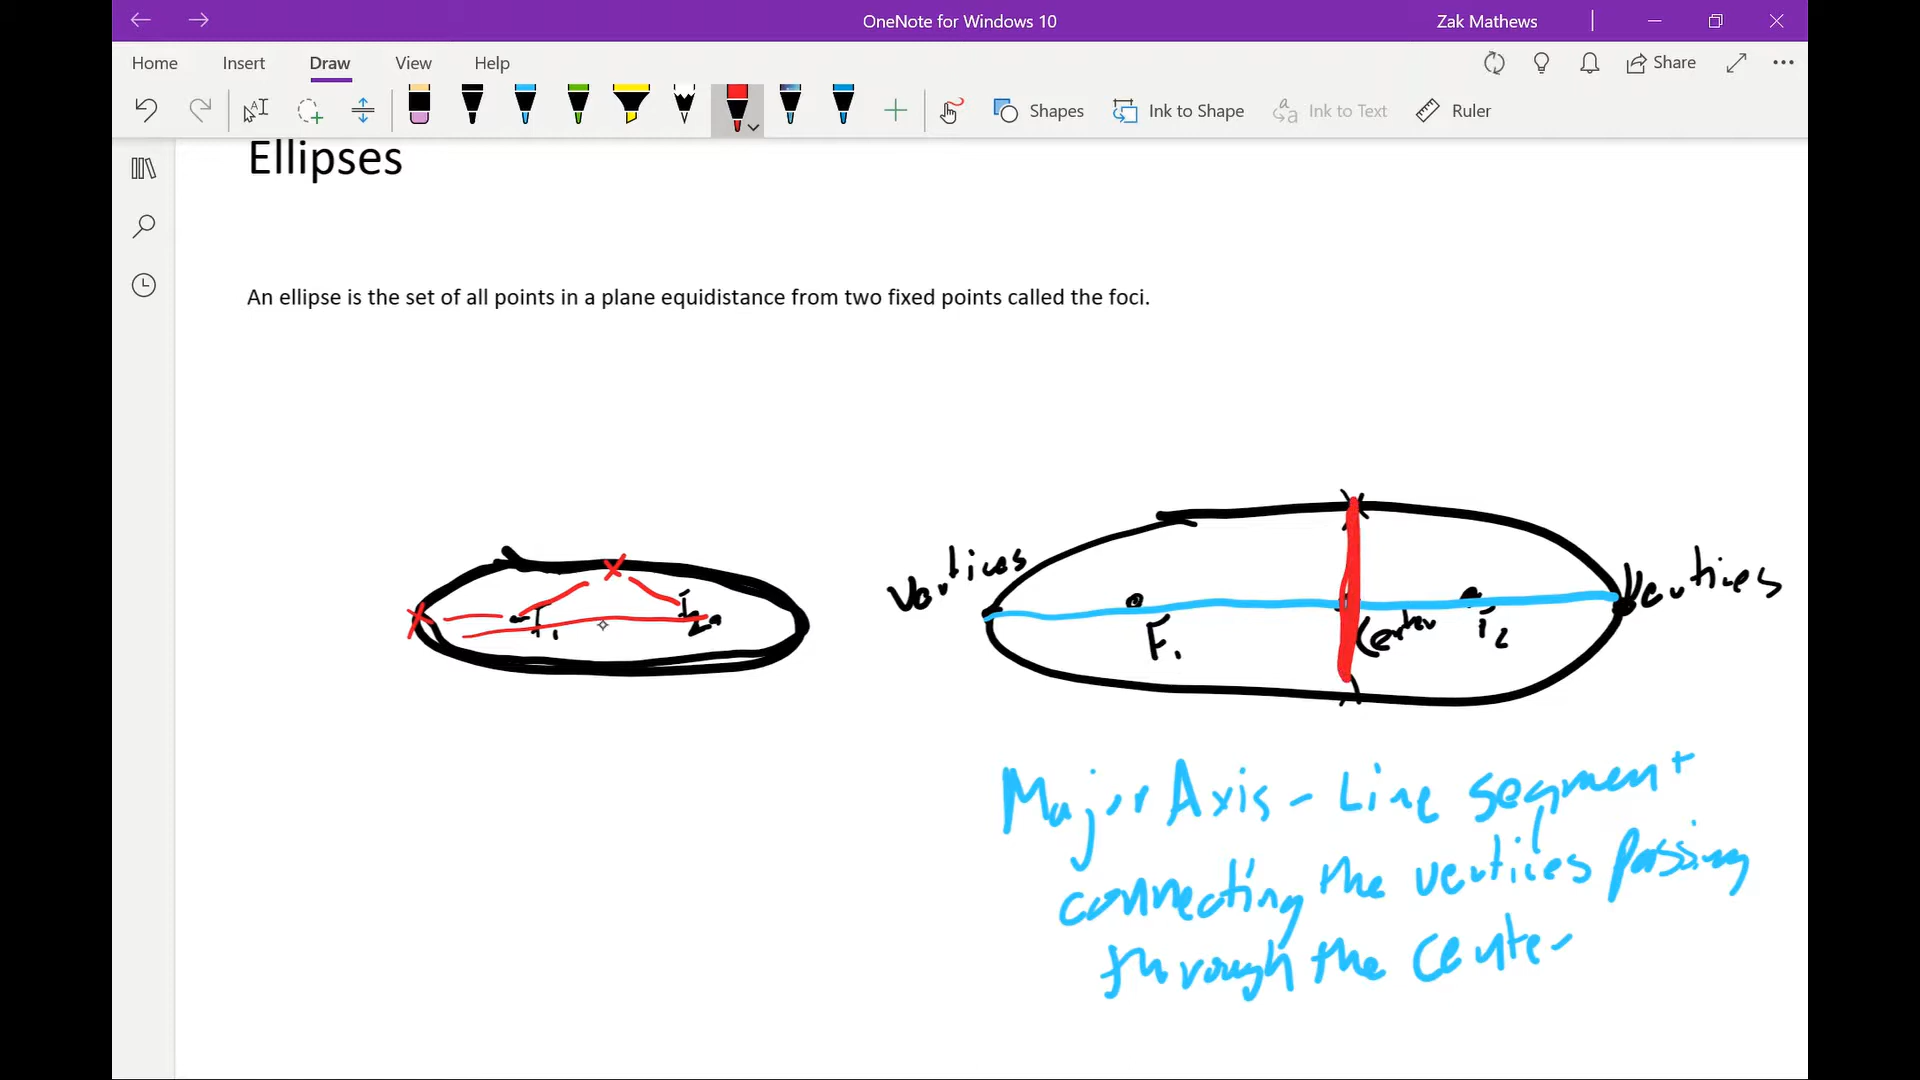 OneNote for Windows 10
Zak Mathews
Home Insert Draw View Help
Share
Shapes Ink to Shape Ink to Text Ruler
Ellipses
An ellipse is the set of all points in a plane equidistance from two fixed points called the foci.
Vertices
Vertices
F1
F2
F1
Center
F2
Major Axis - Line segment
connecting the vertices passing
through the Center